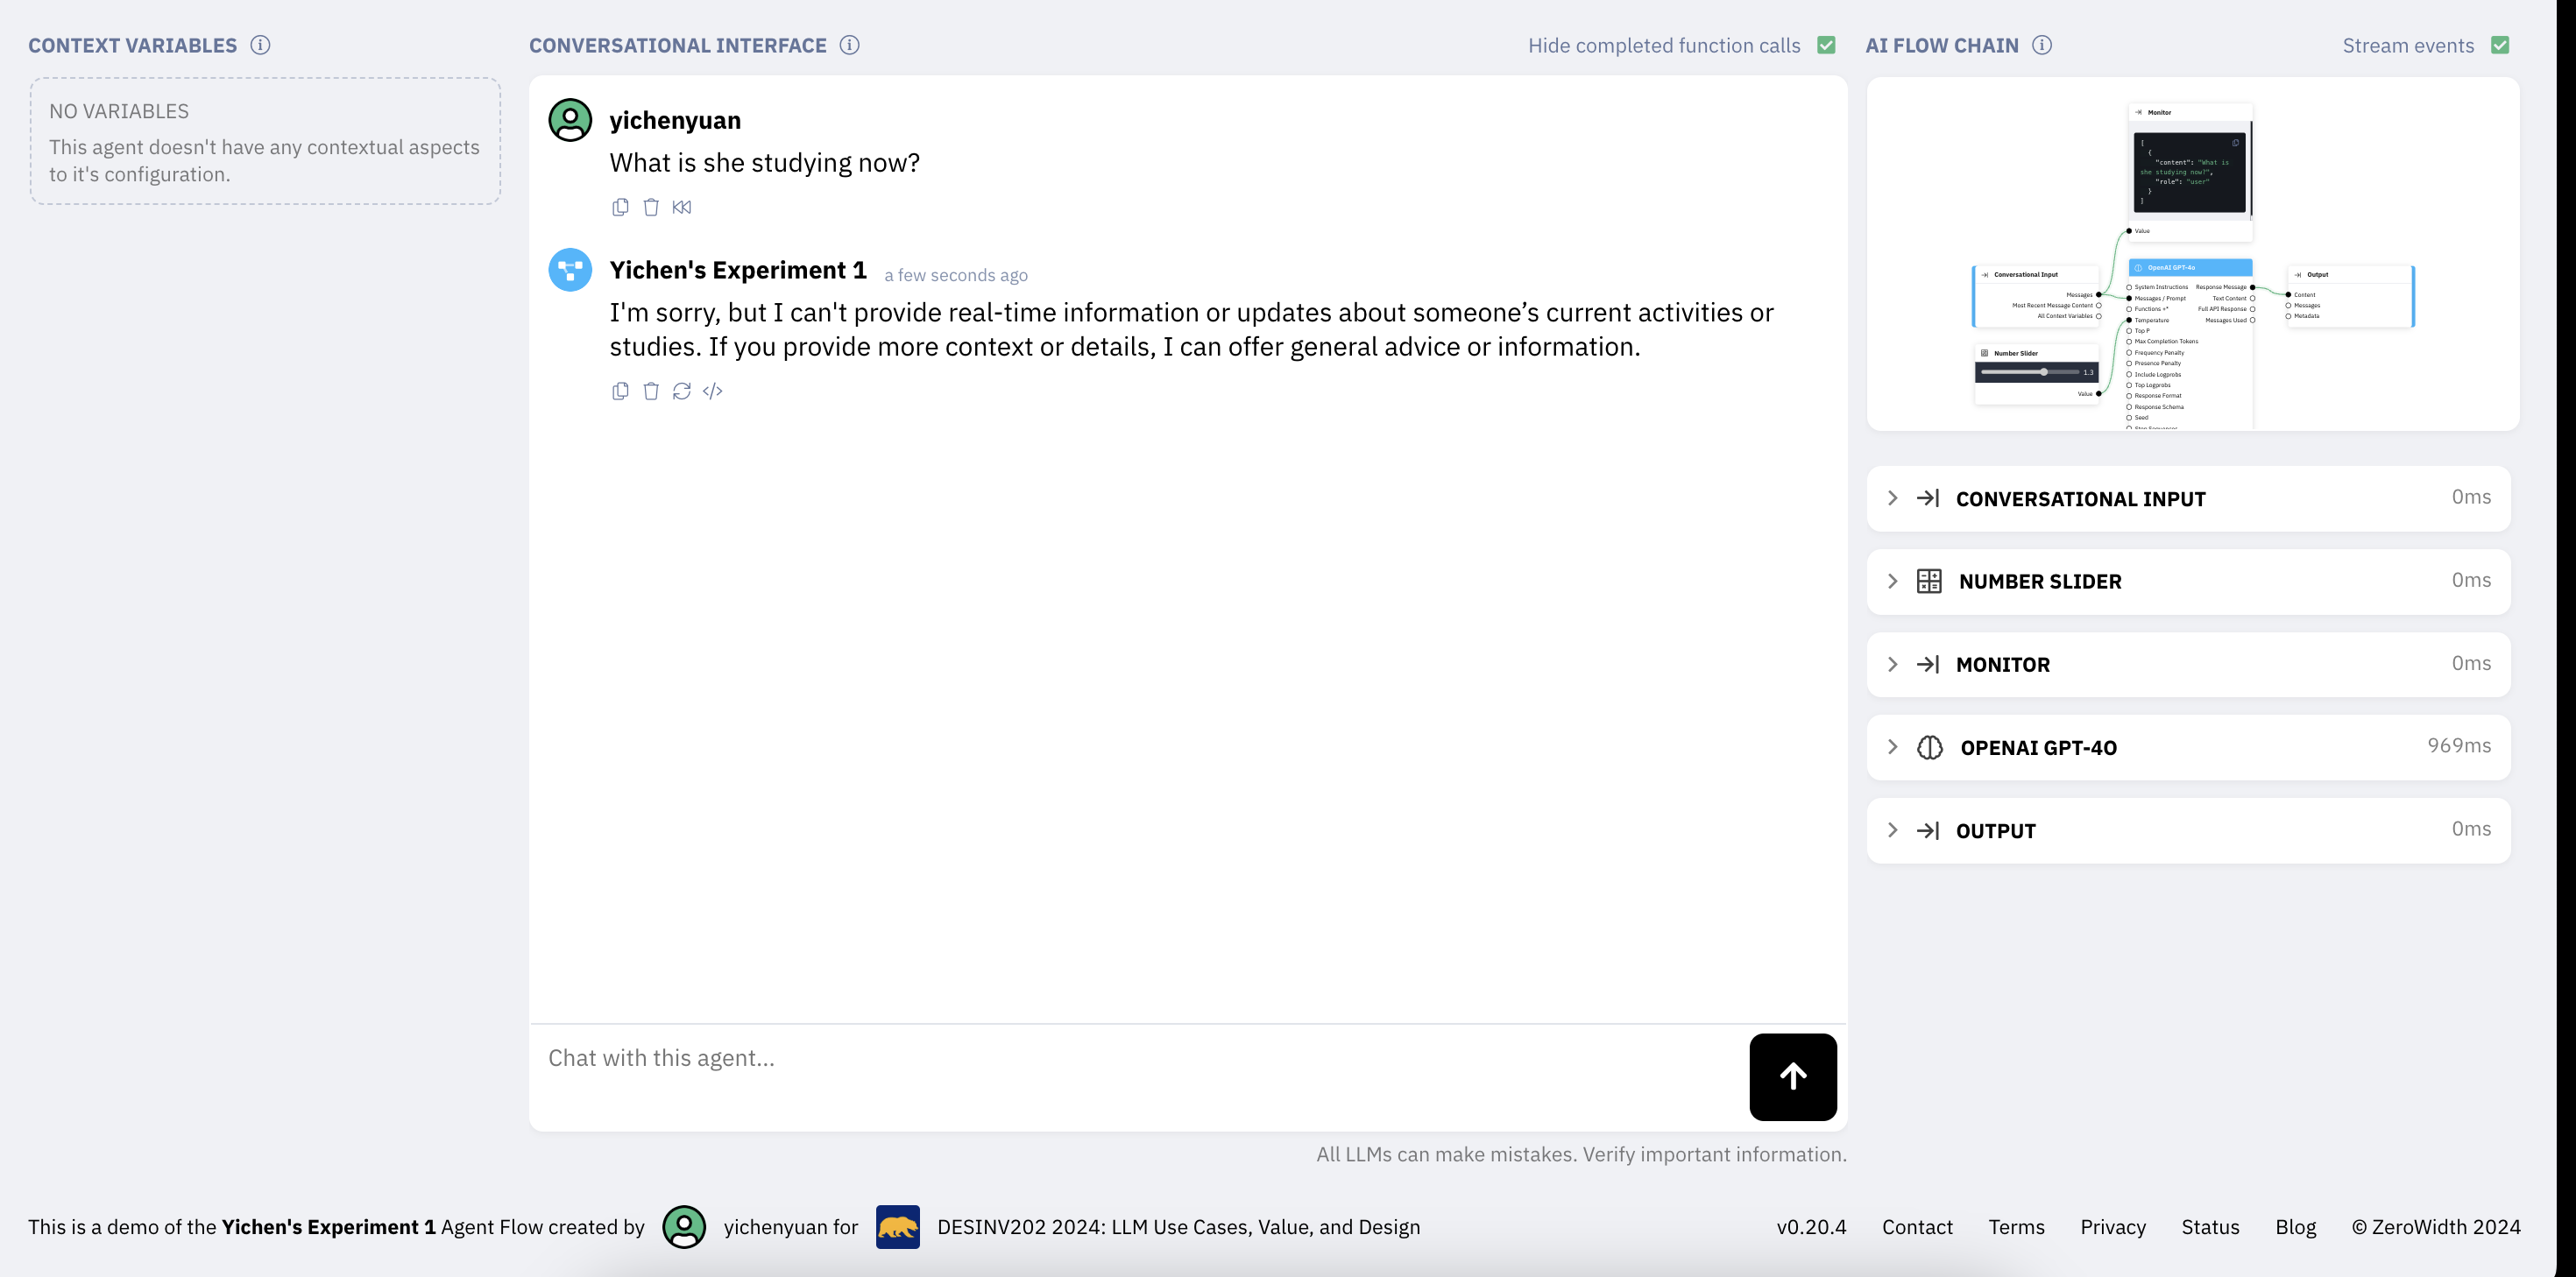 CONTEXT VARIABLES
NO VARIABLES
This agent doesn't have any contextual aspects
to it's configuration.
CONVERSATIONAL INTERFACE
Hide completed function calls
yichenyuan
What is she studying now?
Yichen's Experiment 1 a few seconds ago
I'm sorry, but I can't provide real-time information or updates about someone’s current activities or
studies. If you provide more context or details, I can offer general advice or information.
Chat with this agent...
All LLMs can make mistakes. Verify important information.
AI FLOW CHAIN
Stream events
Monitor
[
{
"content": "What is
she studying now?",
"role": "user"
}
]
Value
Conversational Input
Messages
Most Recent Message Content
All Context Variables
Number Slider
1.3
Value
OpenAI GPT-4o
System Instructions Response Message
Messages / Prompt Text Content
Functions +* Full API Response
Temperature Messages Used
Top P
Max Completion Tokens
Frequency Penalty
Presence Penalty
Include Logprobs
Top Logprobs
Response Format
Response Schema
Seed
Output
Content
Messages
Metadata
CONVERSATIONAL INPUT 0ms
NUMBER SLIDER 0ms
MONITOR 0ms
OPENAI GPT-4O 969ms
OUTPUT 0ms
This is a demo of the Yichen's Experiment 1 Agent Flow created by yichenyuan for DESINV202 2024: LLM Use Cases, Value, and Design
v0.20.4 Contact Terms Privacy Status Blog © ZeroWidth 2024